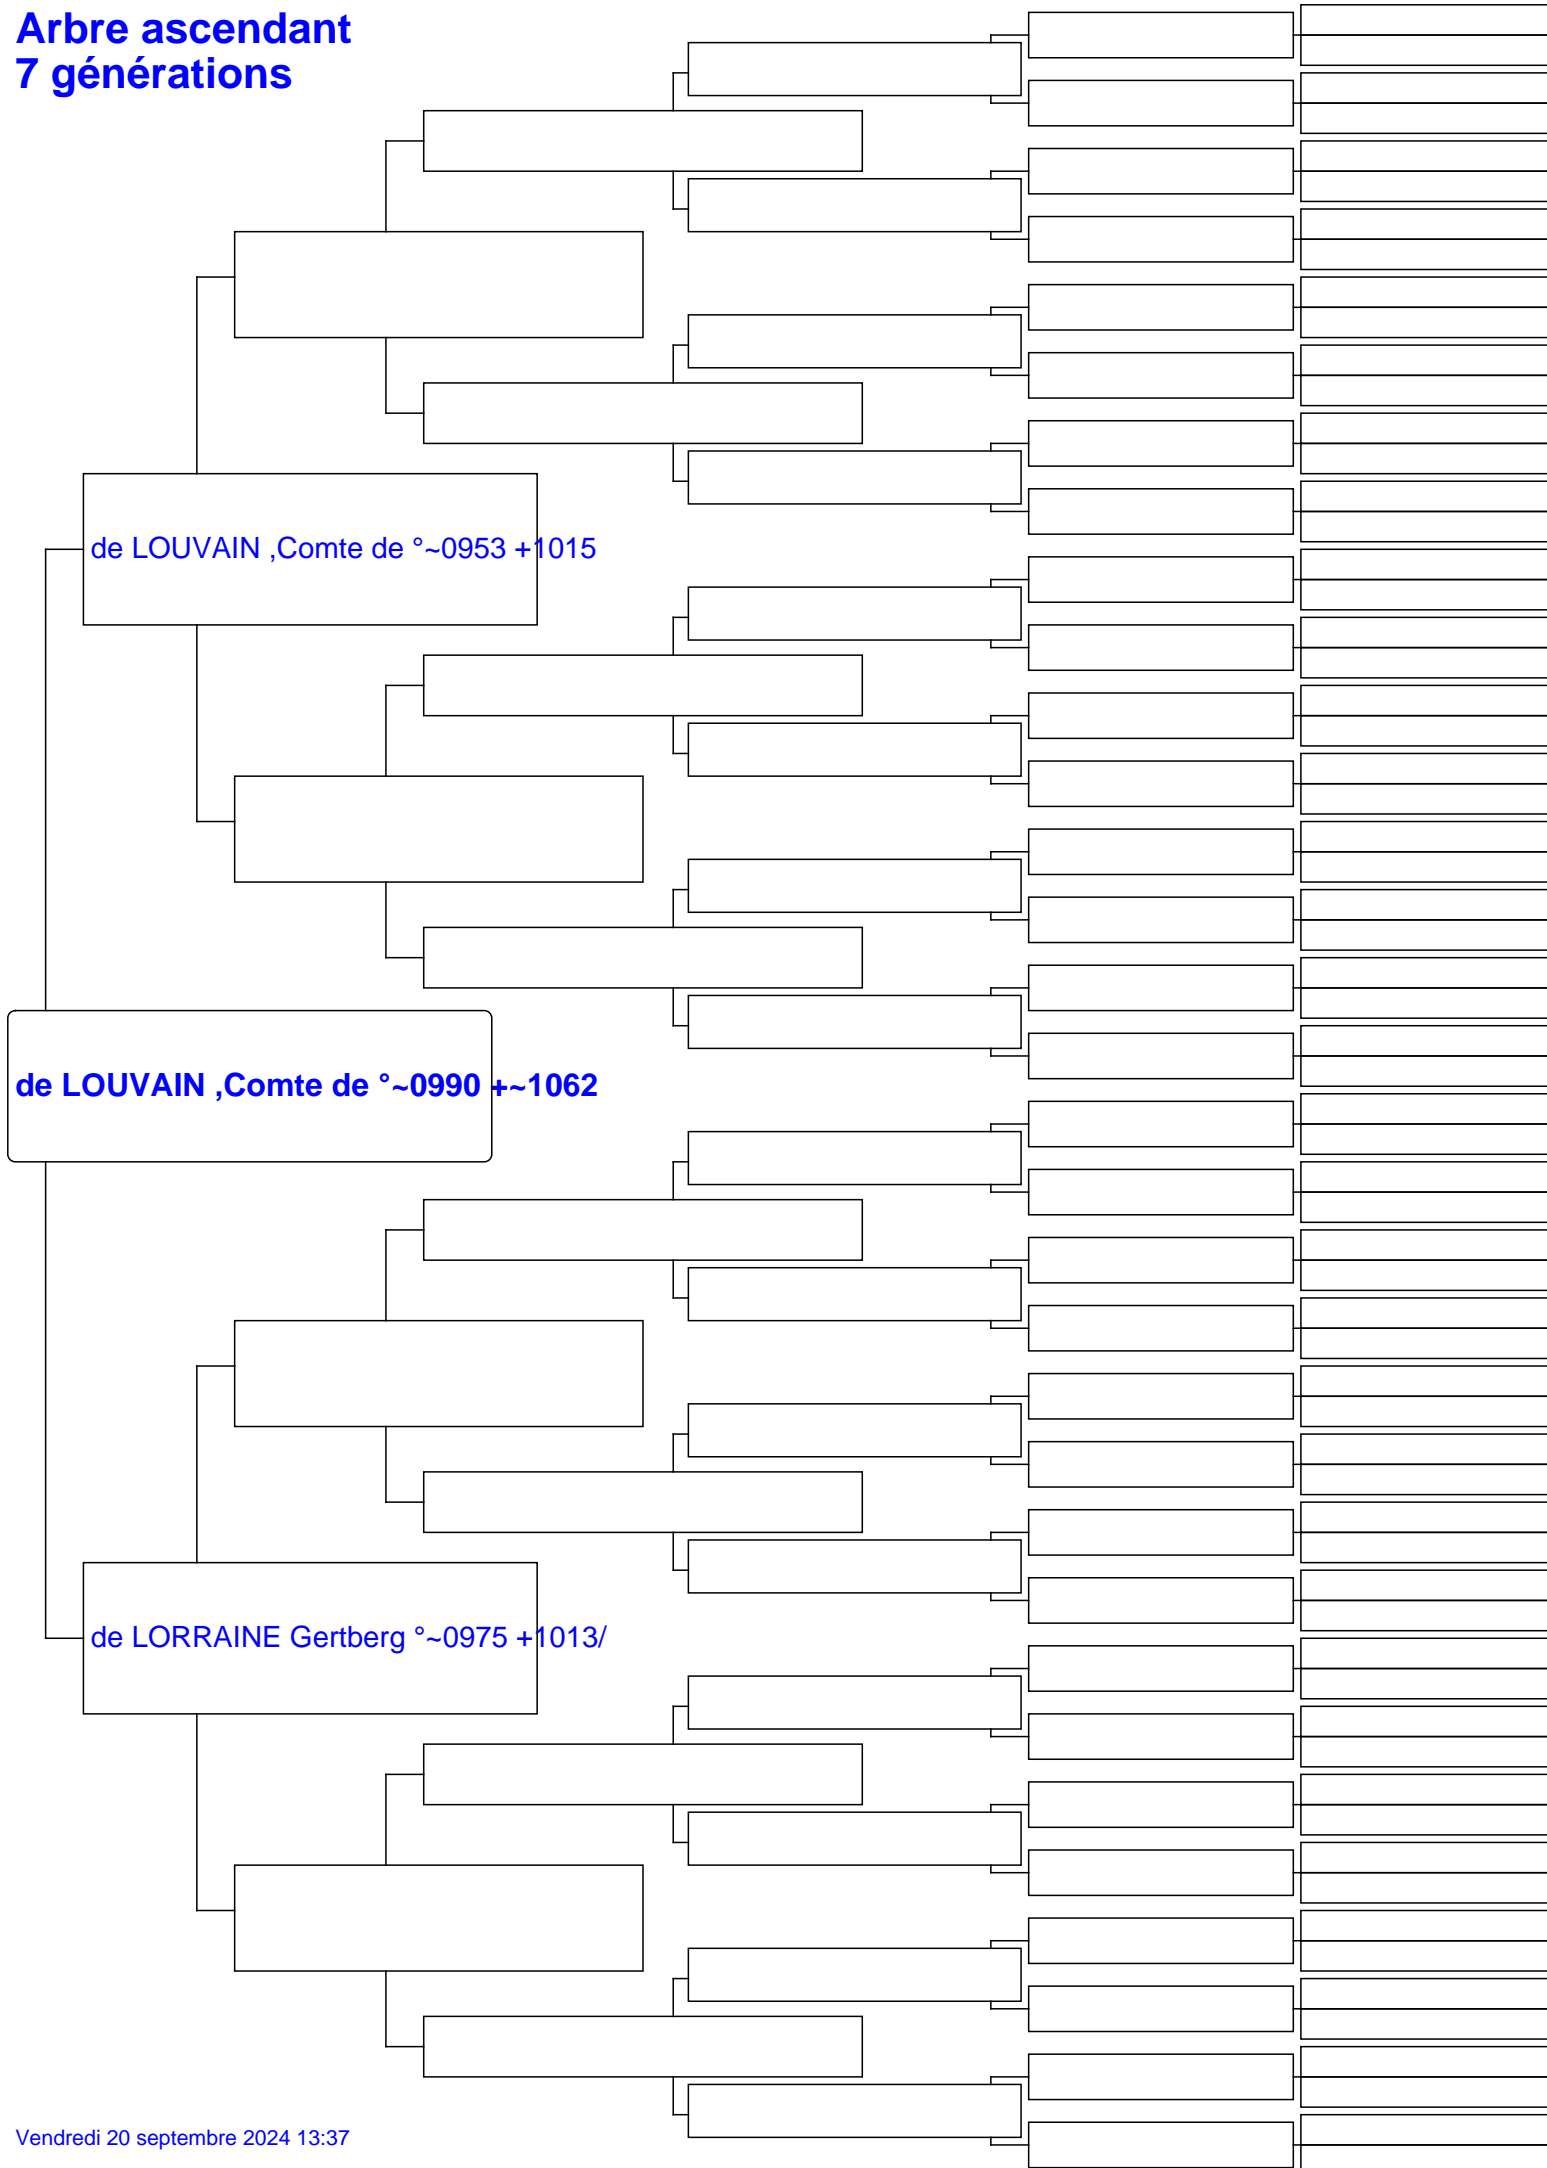 Arbre ascendant
7 générations
de LOUVAIN ,Comte de °~0953 +1015
de LOUVAIN ,Comte de °~0990 +~1062
de LORRAINE Gertberg °~0975 +1013/
Vendredi 20 septembre 2024 13:37